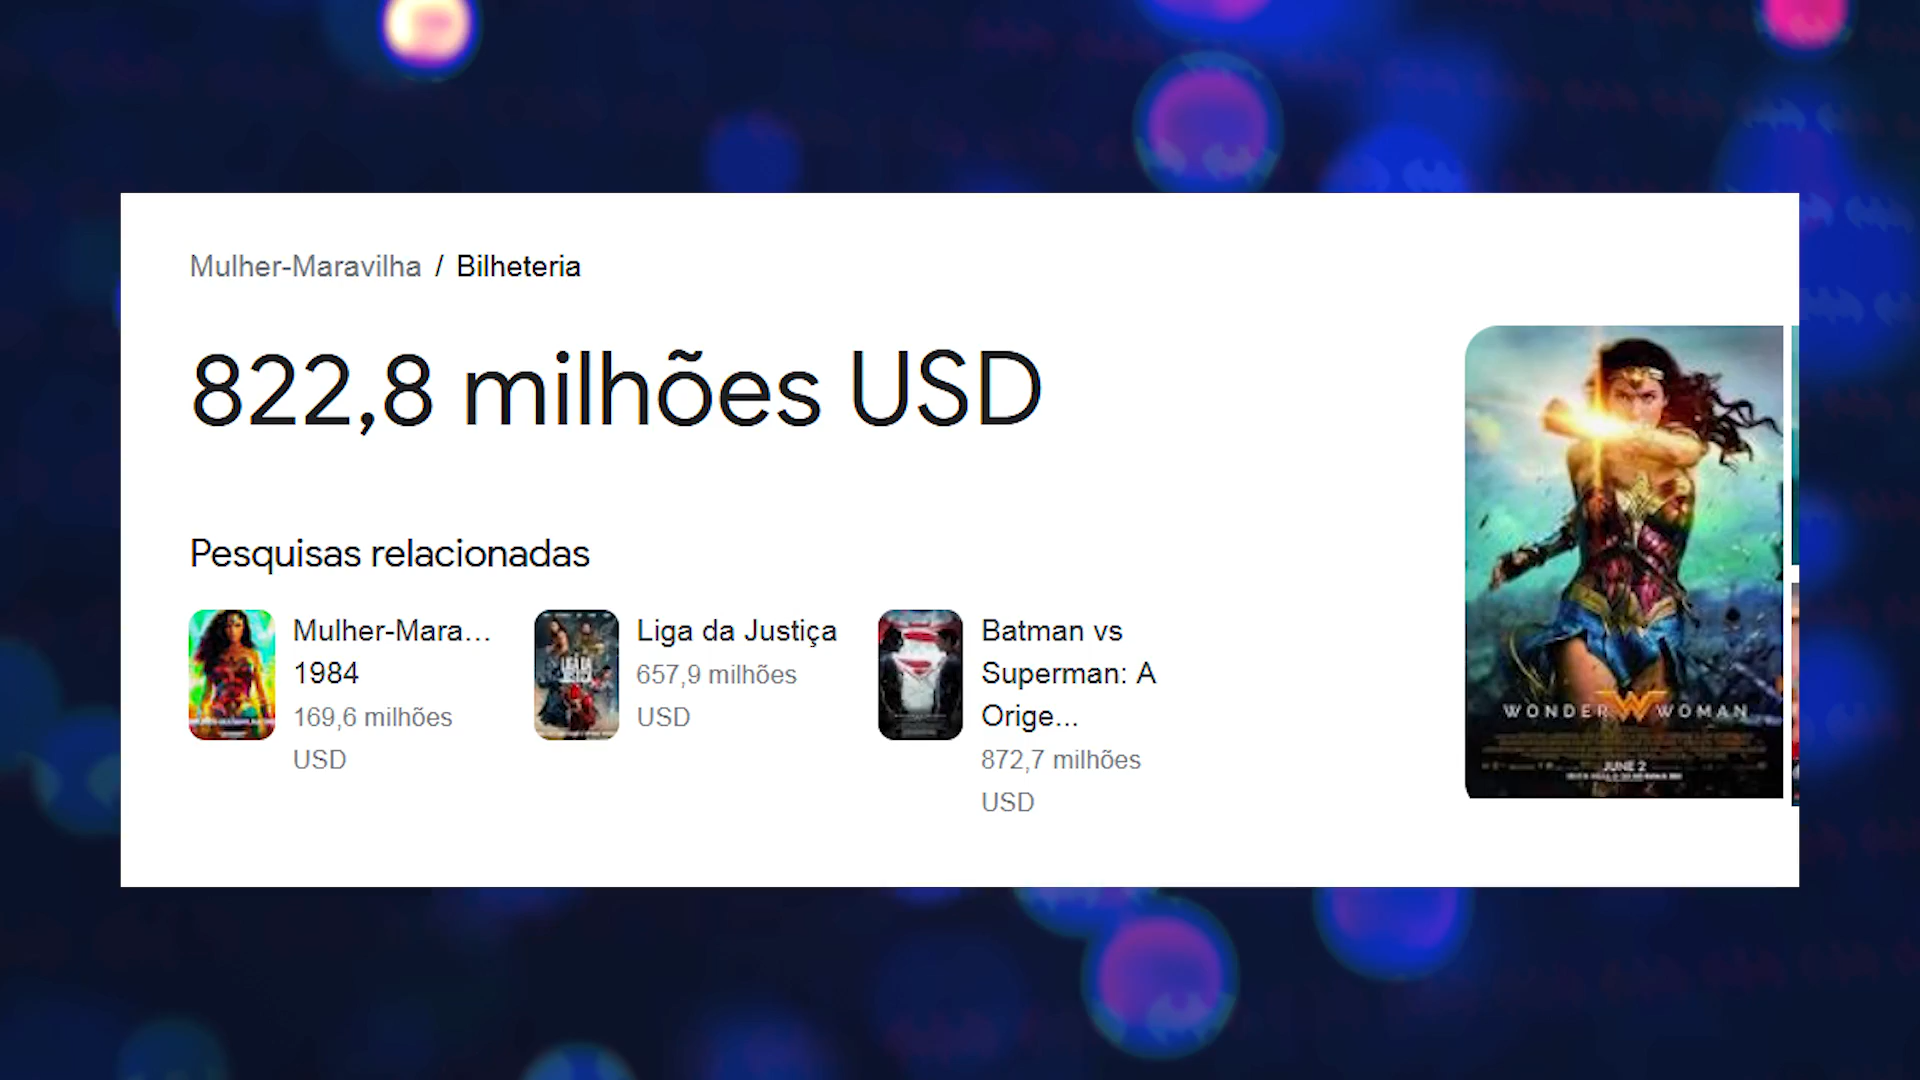 Mulher-Maravilha / Bilheteria
822,8 milhões USD
Pesquisas relacionadas
Mulher-Mara...
1984
169,6 milhões
USD
Liga da Justiça
657,9 milhões
USD
Batman vs
Superman: A
Orige...
872,7 milhões
USD
WONDER WOMAN
JUNE 2